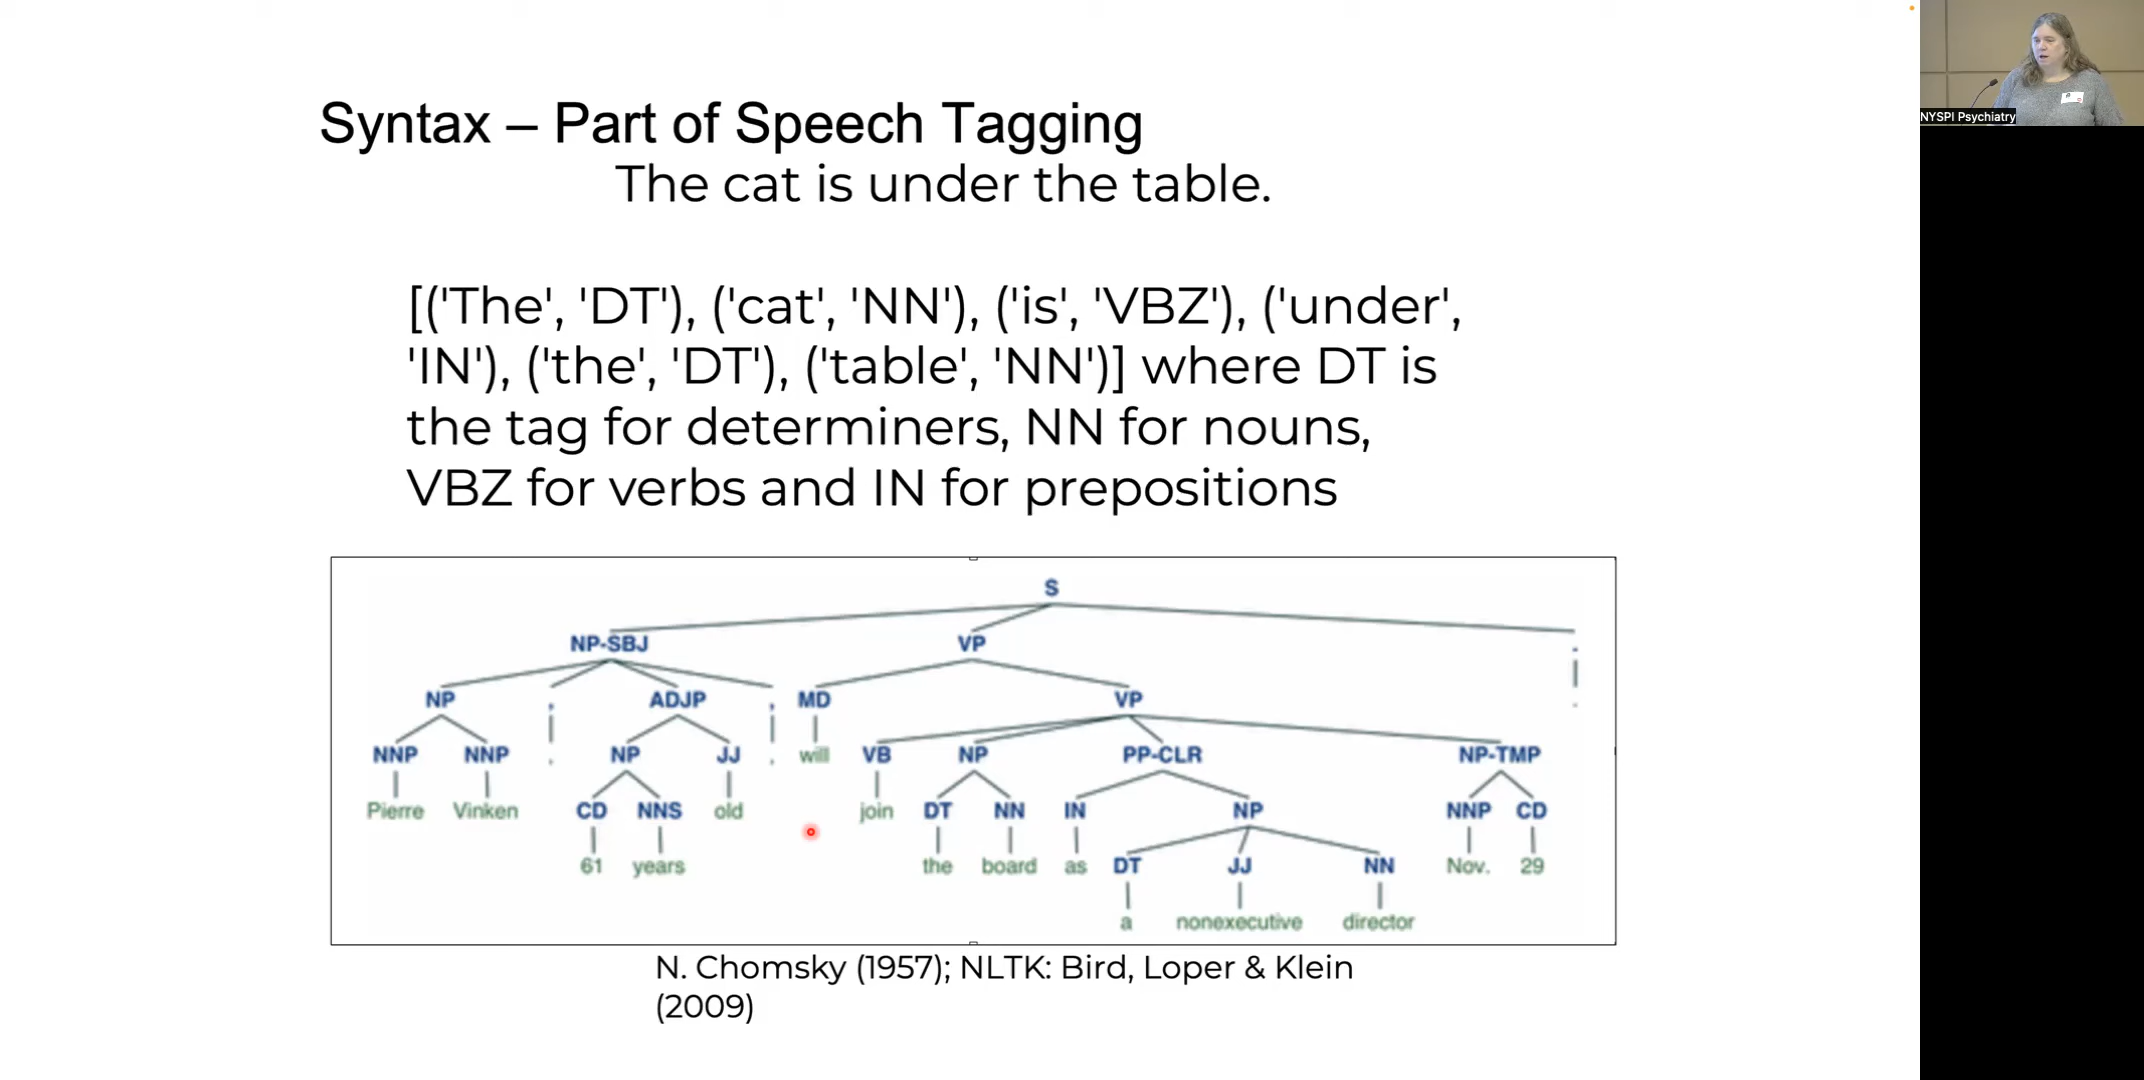 NYSPI Psychiatry
Syntax – Part of Speech Tagging
The cat is under the table.
[('The', 'DT'), ('cat', 'NN'), ('is', 'VBZ'), ('under',
'IN'), ('the', 'DT'), ('table', 'NN')] where DT is
the tag for determiners, NN for nouns,
VBZ for verbs and IN for prepositions
S
NP-SBJ VP .
NP , ADJP , MD VP .
NNP NNP , NP JJ , will VB NP PP-CLR NP-TMP
Pierre Vinken CD NNS old join DT NN IN NP NNP CD
61 years the board as DT JJ NN Nov. 29
a nonexecutive director
N. Chomsky (1957); NLTK: Bird, Loper & Klein
(2009)